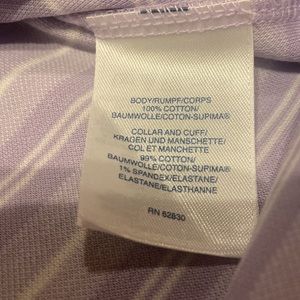 BODY/RUMPF/CORPS
100% COTTON/
BAUMWOLLE/COTON-SUPIMA®
COLLAR AND CUFF/
KRAGEN UND MANSCHETTE/
COL ET MANCHETTE
99% COTTON/
BAUMWOLLE/COTON-SUPIMA®
1% SPANDEX/ELASTANE/
ELASTANE/ELASTHANNE
RN 62830